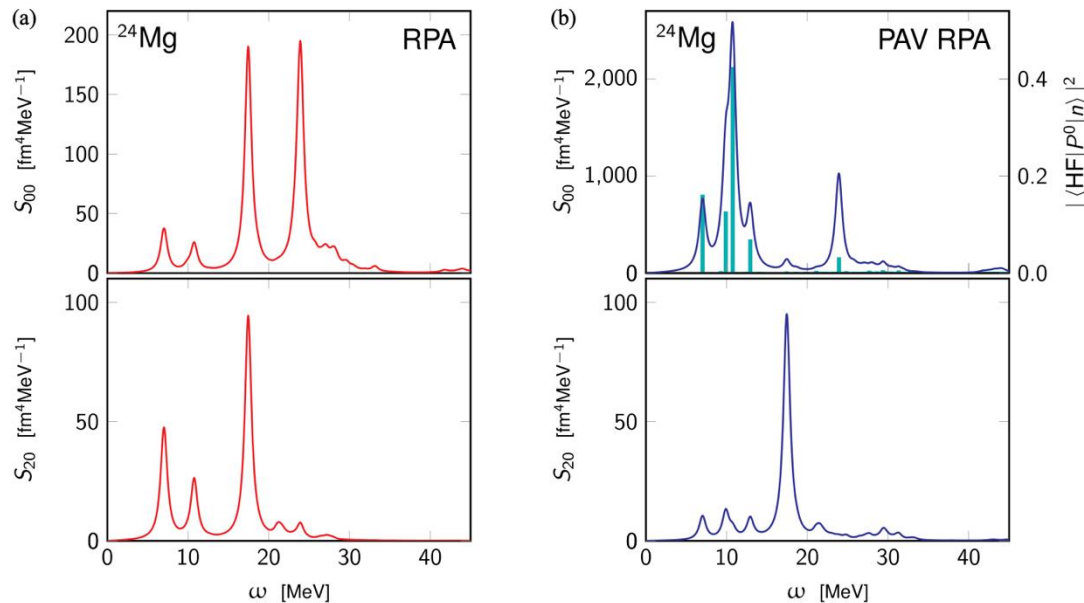 (a)
²⁴Mg
RPA
200
150
100
50
0
S₀₀ [fm⁴MeV⁻¹]
100
50
0
S₂₀ [fm⁴MeV⁻¹]
0 10 20 30 40
ω [MeV]
(b)
²⁴Mg
PAV RPA
2,000
1,000
0
S₀₀ [fm⁴MeV⁻¹]
0.4
0.2
0.0
|⟨HF|P⁰|n⟩|²
100
50
0
S₂₀ [fm⁴MeV⁻¹]
0 10 20 30 40
ω [MeV]